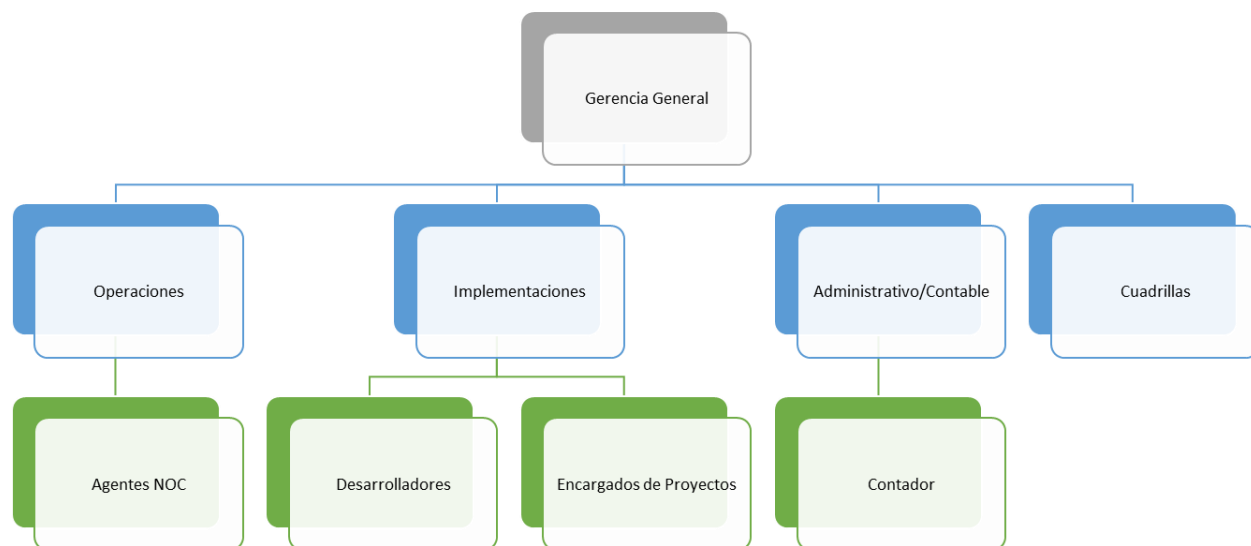 Gerencia General
Operaciones
Implementaciones
Administrativo/Contable
Cuadrillas
Agentes NOC
Desarrolladores
Encargados de Proyectos
Contador